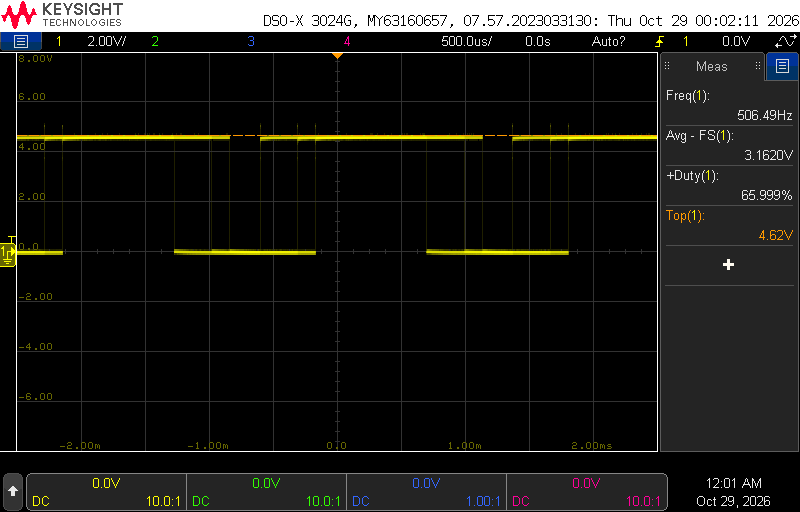 KEYSIGHT
TECHNOLOGIES
DSO-X 3024G, MY63160657, 07.57.2023033130: Thu Oct 29 00:02:11 2026
1 2.00V/ 2 3 4 500.0us/ 0.0s Auto? 1 0.0V
8.00V
6.00
4.00
2.00
0.0
-2.00
-4.00
-6.00
-2.00m -1.00m 0.0 1.00m 2.00ms
T
1
Meas
Freq(1):
506.49Hz
Avg - FS(1):
3.1620V
+Duty(1):
65.999%
Top(1):
4.62V
0.0V 0.0V 0.0V 0.0V
DC 10.0:1 DC 10.0:1 DC 1.00:1 DC 10.0:1
12:01 AM
Oct 29, 2026